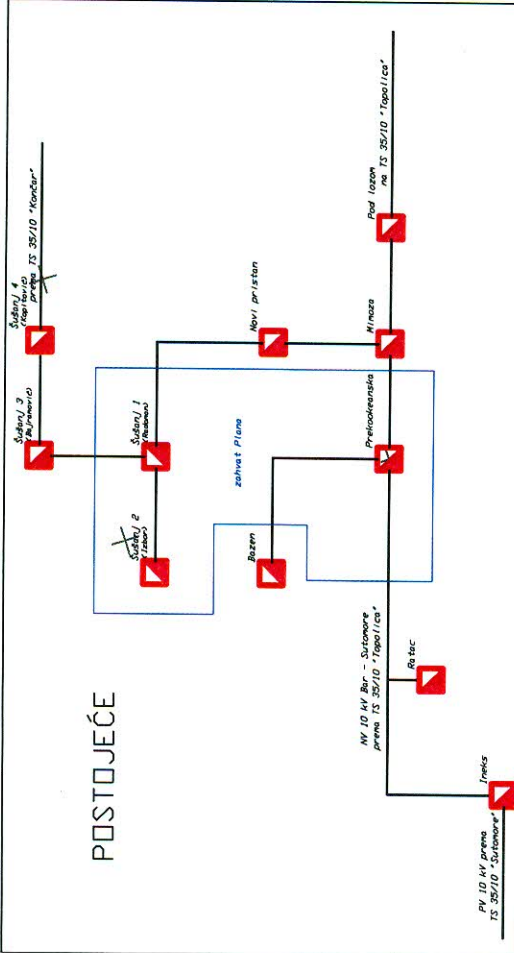 POSTOJEĆE
Šušanj 4
(Kapitović)
prema TS 35/10 "Končar"
Šušanj 3
(Bajramović)
Šušanj 1
(Radoman)
Šušanj 2
(Izbor)
Novi pristan
zahvat Plana
Pod lozom
na TS 35/10 "Topolica"
Mimoza
Prekookeanska
Bazen
NV 10 kV Bar - Sutomore
prema TS 35/10 "Topolica"
Ratac
Ineks
PV 10 kV prema
TS 35/10 "Sutomore"